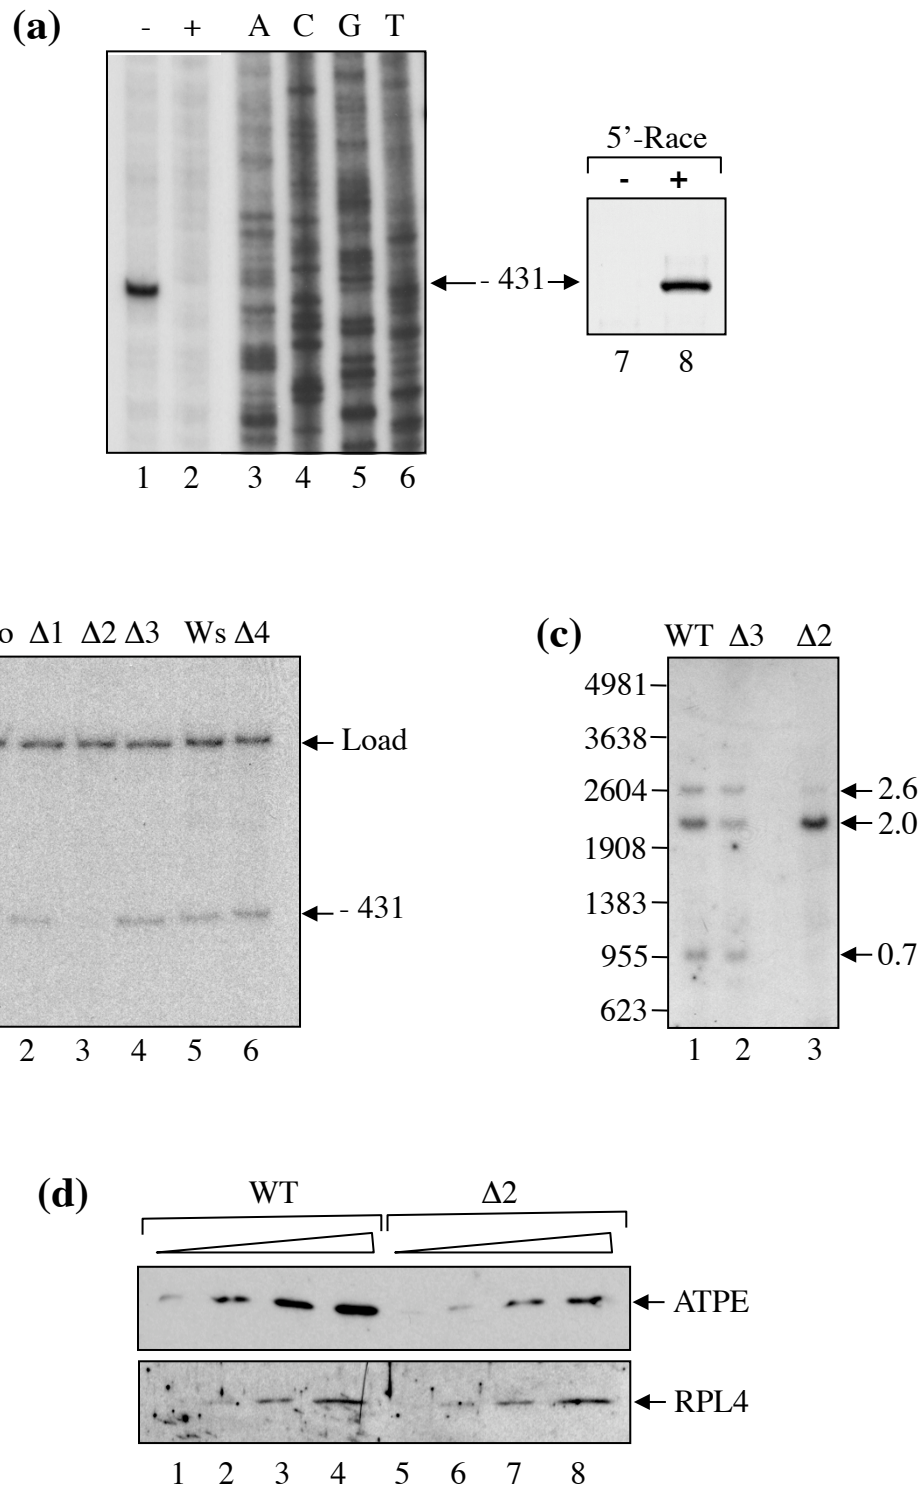 (a)
- + A C G T
5’-Race
- +
- 431
7 8
1 2 3 4 5 6
o Δ1 Δ2 Δ3 Ws Δ4
Load
- 431
2 3 4 5 6
(c)
WT Δ3 Δ2
4981
3638
2604
1908
1383
955
623
2.6
2.0
0.7
1 2 3
(d)
WT Δ2
ATPE
RPL4
1 2 3 4 5 6 7 8